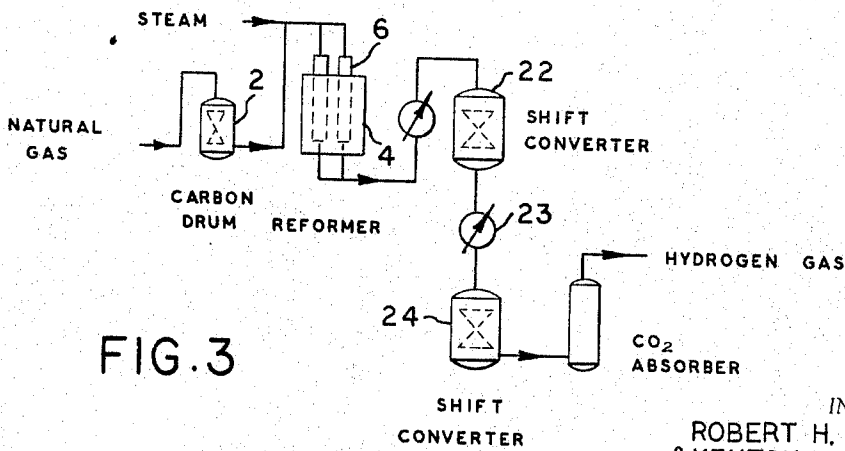 STEAM
6
22
2
NATURAL
GAS
SHIFT
CONVERTER
4
CARBON
DRUM
REFORMER
23
HYDROGEN GAS
24
CO₂
ABSORBER
FIG.3
SHIFT
CONVERTER
ROBERT H.